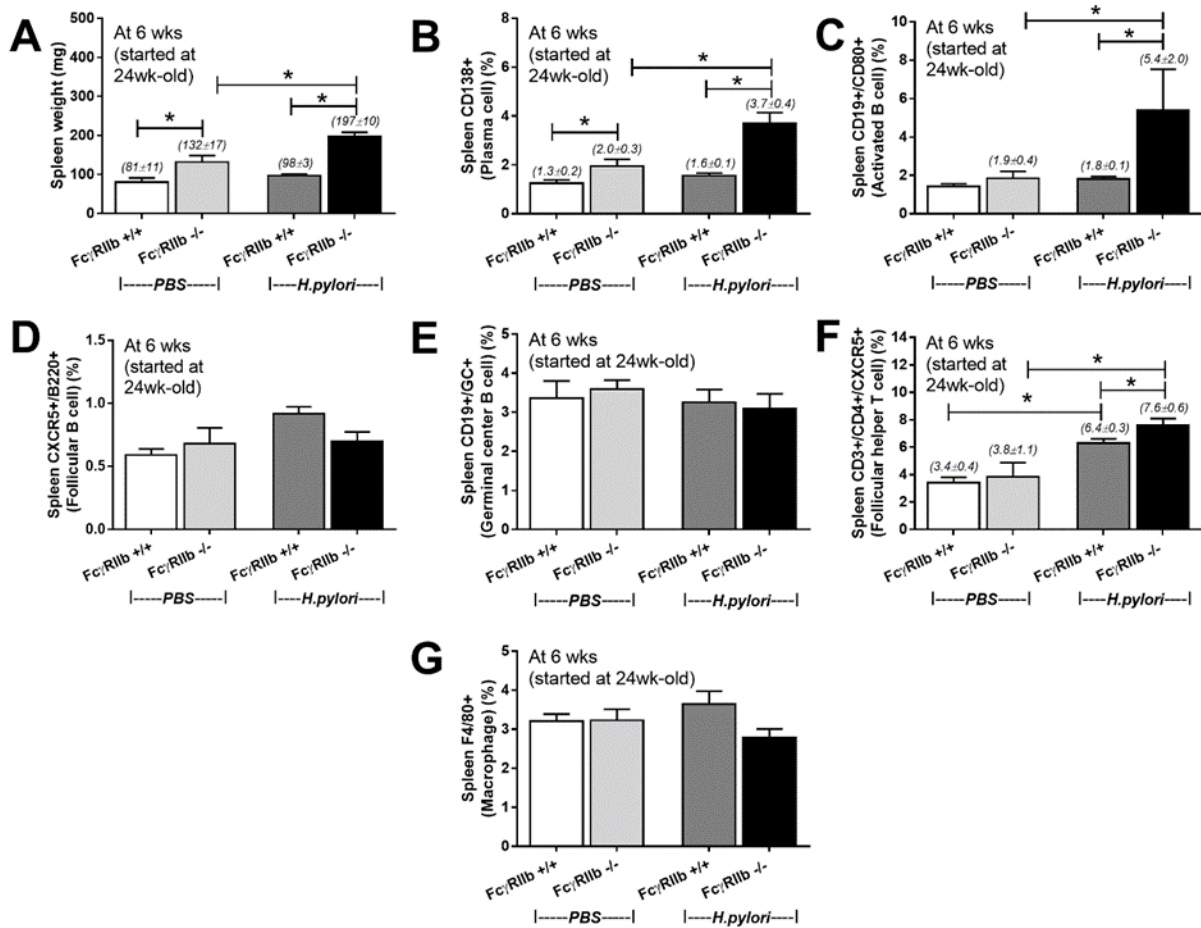 A
At 6 wks
(started at
24wk-old)
Spleen weight (mg)
500
400
300
200
100
0
*
*
*
(81±11)
(132±17)
(98±3)
(197±10)
FcγRIIb +/+
FcγRIIb -/-
FcγRIIb +/+
FcγRIIb -/-
|-----PBS-----|
|----H.pylori----|
B
At 6 wks
(started at
24wk-old)
Spleen CD138+
(Plasma cell) (%)
8
6
4
2
0
*
*
*
(1.3±0.2)
(2.0±0.3)
(1.6±0.1)
(3.7±0.4)
FcγRIIb +/+
FcγRIIb -/-
FcγRIIb +/+
FcγRIIb -/-
|-----PBS-----|
|----H.pylori----|
C
At 6 wks
(started at
24wk-old)
Spleen CD19+/CD80+
(Activated B cell) (%)
10
8
6
4
2
0
*
*
(5.4±2.0)
(1.9±0.4)
(1.8±0.1)
FcγRIIb +/+
FcγRIIb -/-
FcγRIIb +/+
FcγRIIb -/-
|-----PBS-----|
|----H.pylori----|
D
At 6 wks
(started at
24wk-old)
Spleen CXCR5+/B220+
(Follicular B cell) (%)
1.5
1.0
0.5
0.0
FcγRIIb +/+
FcγRIIb -/-
FcγRIIb +/+
FcγRIIb -/-
|-----PBS-----|
|----H.pylori----|
E
At 6 wks
(started at 24wk-old)
Spleen CD19+/GC+
(Germinal center B cell) (%)
5
4
3
2
1
0
FcγRIIb +/+
FcγRIIb -/-
FcγRIIb +/+
FcγRIIb -/-
|-----PBS-----|
|----H.pylori----|
F
At 6 wks
(started at
24wk-old)
Spleen CD3+/CD4+/CXCR5+
(Follicular helper T cell) (%)
14
12
10
8
6
4
2
0
*
*
*
(3.4±0.4)
(3.8±1.1)
(6.4±0.3)
(7.6±0.6)
FcγRIIb +/+
FcγRIIb -/-
FcγRIIb +/+
FcγRIIb -/-
|-----PBS-----|
|----H.pylori----|
G
At 6 wks
(started at 24wk-old)
Spleen F4/80+
(Macrophage) (%)
5
4
3
2
1
0
FcγRIIb +/+
FcγRIIb -/-
FcγRIIb +/+
FcγRIIb -/-
|-----PBS-----|
|----H.pylori----|